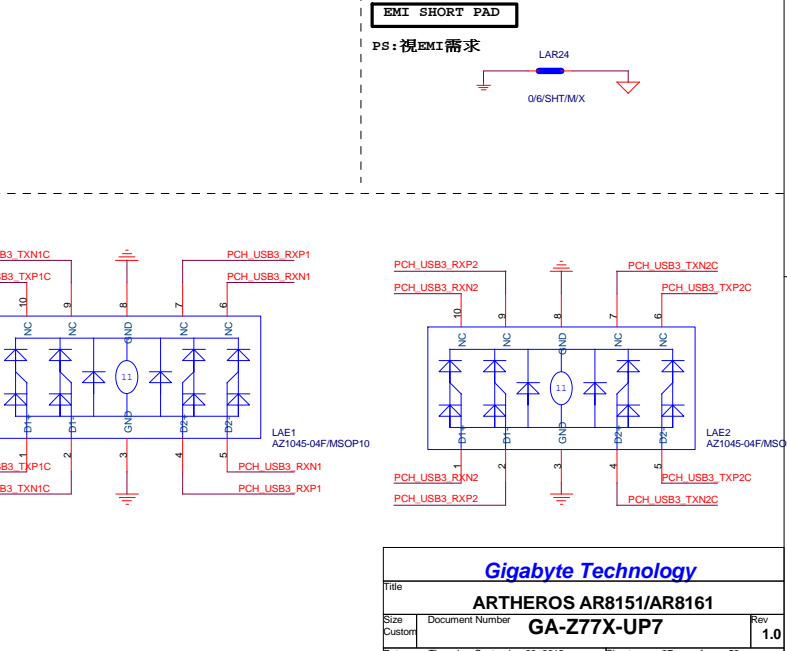 EMI SHORT PAD
PS:視EMI需求
LAR24
0/6/SHT/M/X
B3_TXN1C
PCH_USB3_RXP1
B3_TXP1C
PCH_USB3_RXN1
10
9
8
7
6
NC
NC
GND
NC
NC
11
D1+
D1-
GND
D2+
D2-
LAE1
AZ1045-04F/MSOP10
1
2
3
4
5
B3_TXP1C
PCH_USB3_RXN1
B3_TXN1C
PCH_USB3_RXP1
PCH_USB3_RXP2
PCH_USB3_TXN2C
PCH_USB3_RXN2
PCH_USB3_TXP2C
10
9
8
7
6
NC
NC
GND
NC
NC
11
D1+
D1-
GND
D2+
D2-
LAE2
AZ1045-04F/MSO
1
2
3
4
5
PCH_USB3_RXN2
PCH_USB3_TXP2C
PCH_USB3_RXP2
PCH_USB3_TXN2C
Gigabyte Technology
Title
ARTHEROS AR8151/AR8161
Size
Custom
Document Number
GA-Z77X-UP7
Rev
1.0